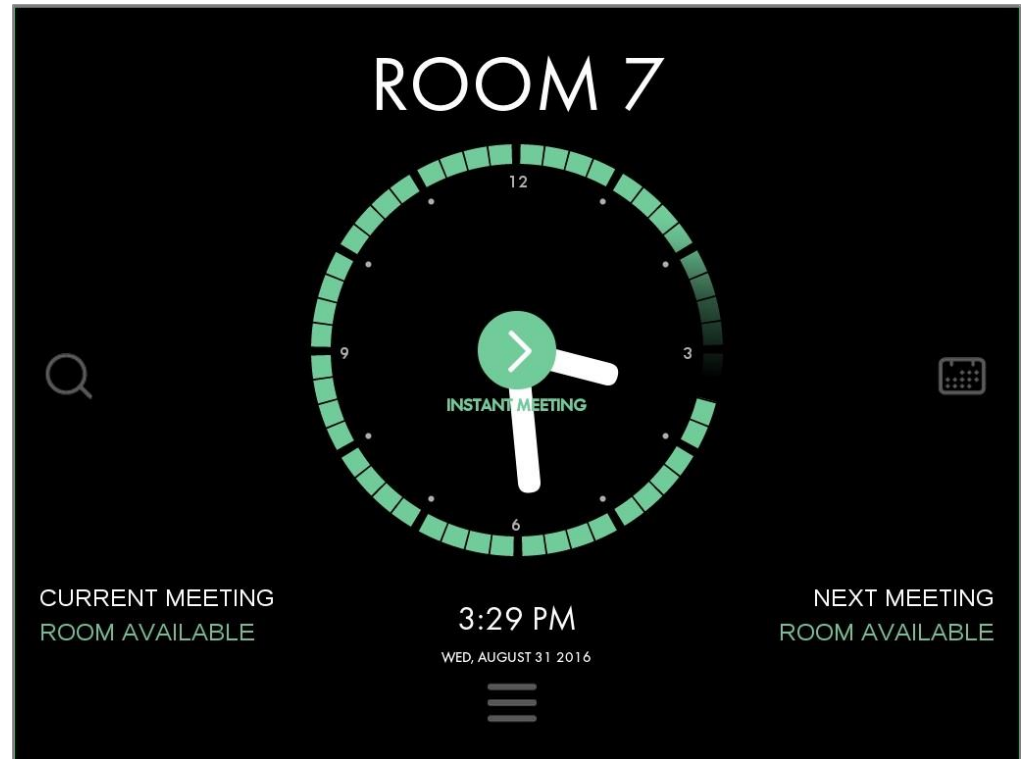 ROOM 7
12
9
3
INSTANT MEETING
6
CURRENT MEETING
ROOM AVAILABLE
3:29 PM
WED, AUGUST 31 2016
NEXT MEETING
ROOM AVAILABLE